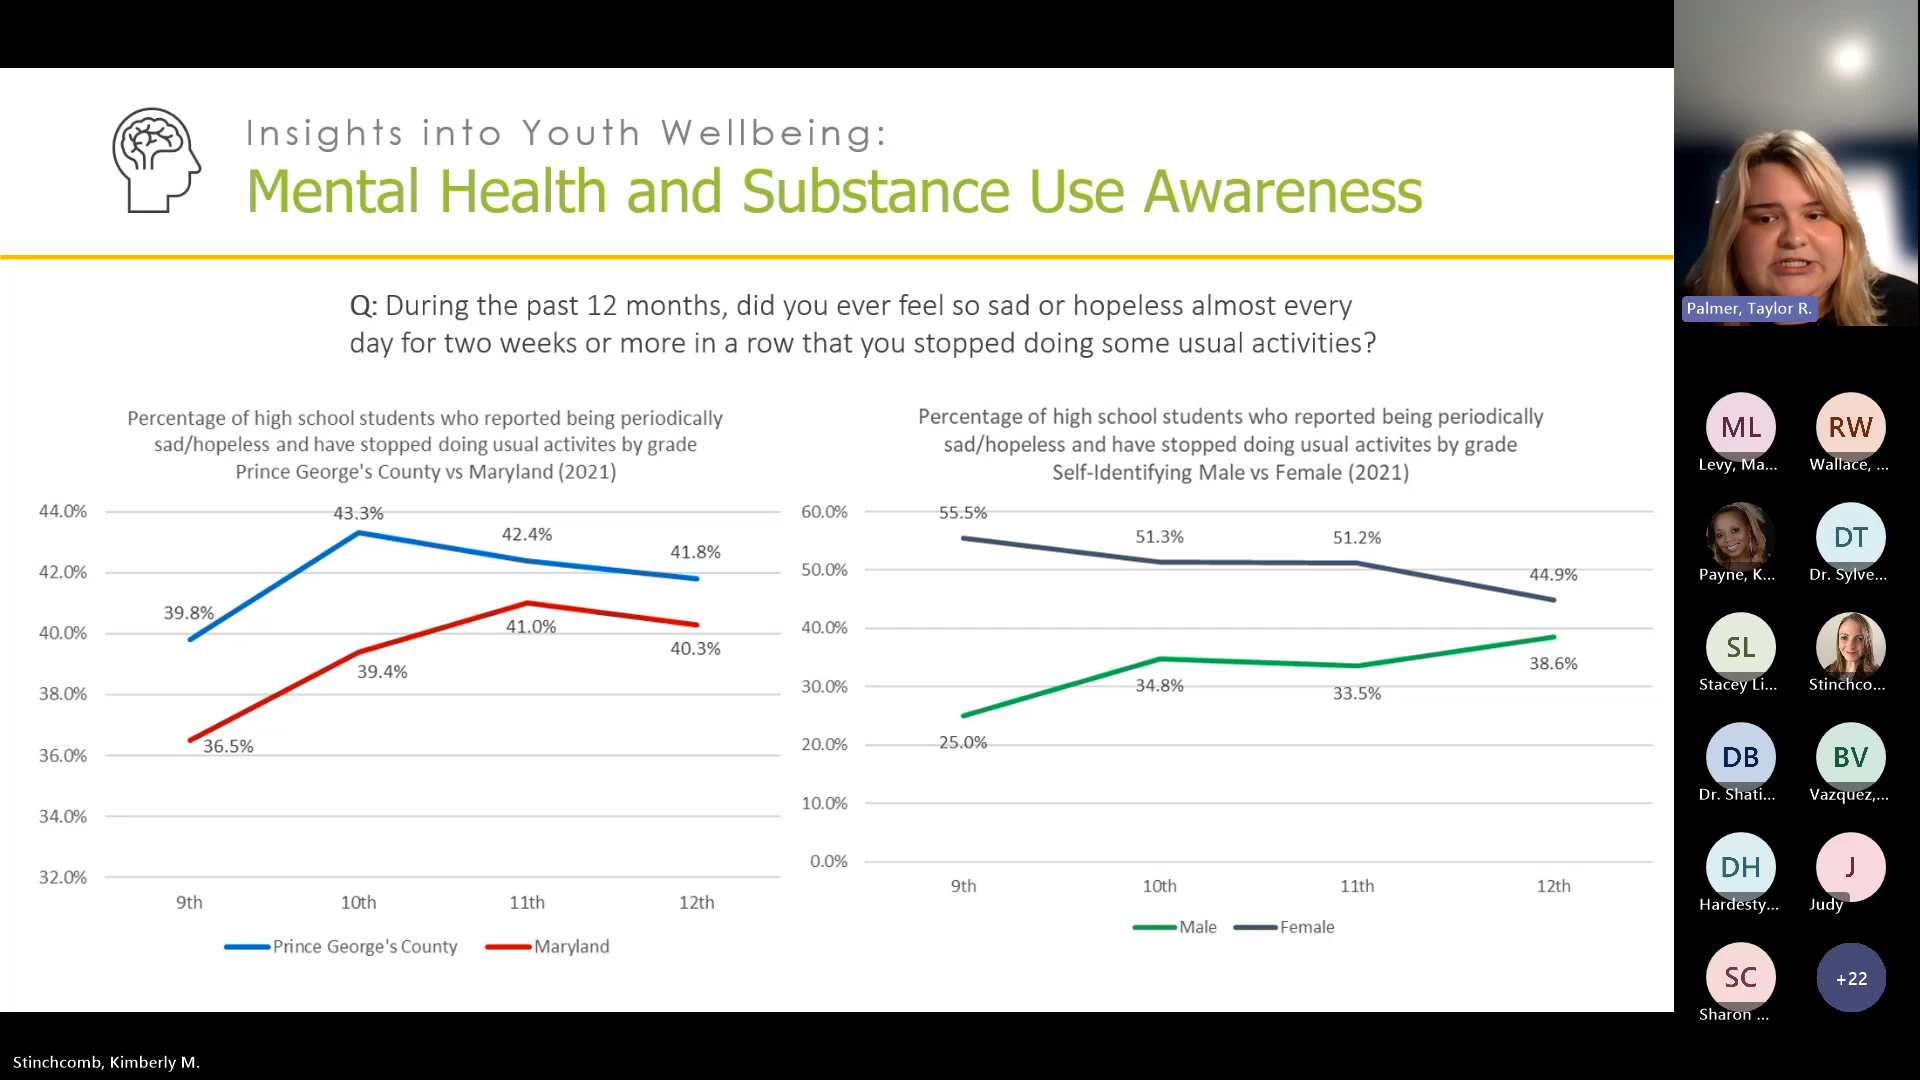 Insights into Youth Wellbeing:
Mental Health and Substance Use Awareness
Q: During the past 12 months, did you ever feel so sad or hopeless almost every
day for two weeks or more in a row that you stopped doing some usual activities?
Percentage of high school students who reported being periodically
sad/hopeless and have stopped doing usual activites by grade
Prince George's County vs Maryland (2021)
44.0%
42.0%
40.0%
38.0%
36.0%
34.0%
32.0%
39.8%
43.3%
42.4%
41.8%
36.5%
39.4%
41.0%
40.3%
9th 10th 11th 12th
Prince George's County Maryland
Percentage of high school students who reported being periodically
sad/hopeless and have stopped doing usual activites by grade
Self-Identifying Male vs Female (2021)
60.0%
50.0%
40.0%
30.0%
20.0%
10.0%
0.0%
55.5%
51.3%
51.2%
44.9%
25.0%
34.8%
33.5%
38.6%
9th 10th 11th 12th
Male Female
Palmer, Taylor R.
ML RW
Levy, Ma... Wallace, ...
DT
Payne, K... Dr. Sylve...
SL
Stacey Li... Stinchco...
DB BV
Dr. Shati... Vazquez,...
DH J
Hardesty... Judy
SC +22
Sharon ...
Stinchcomb, Kimberly M.